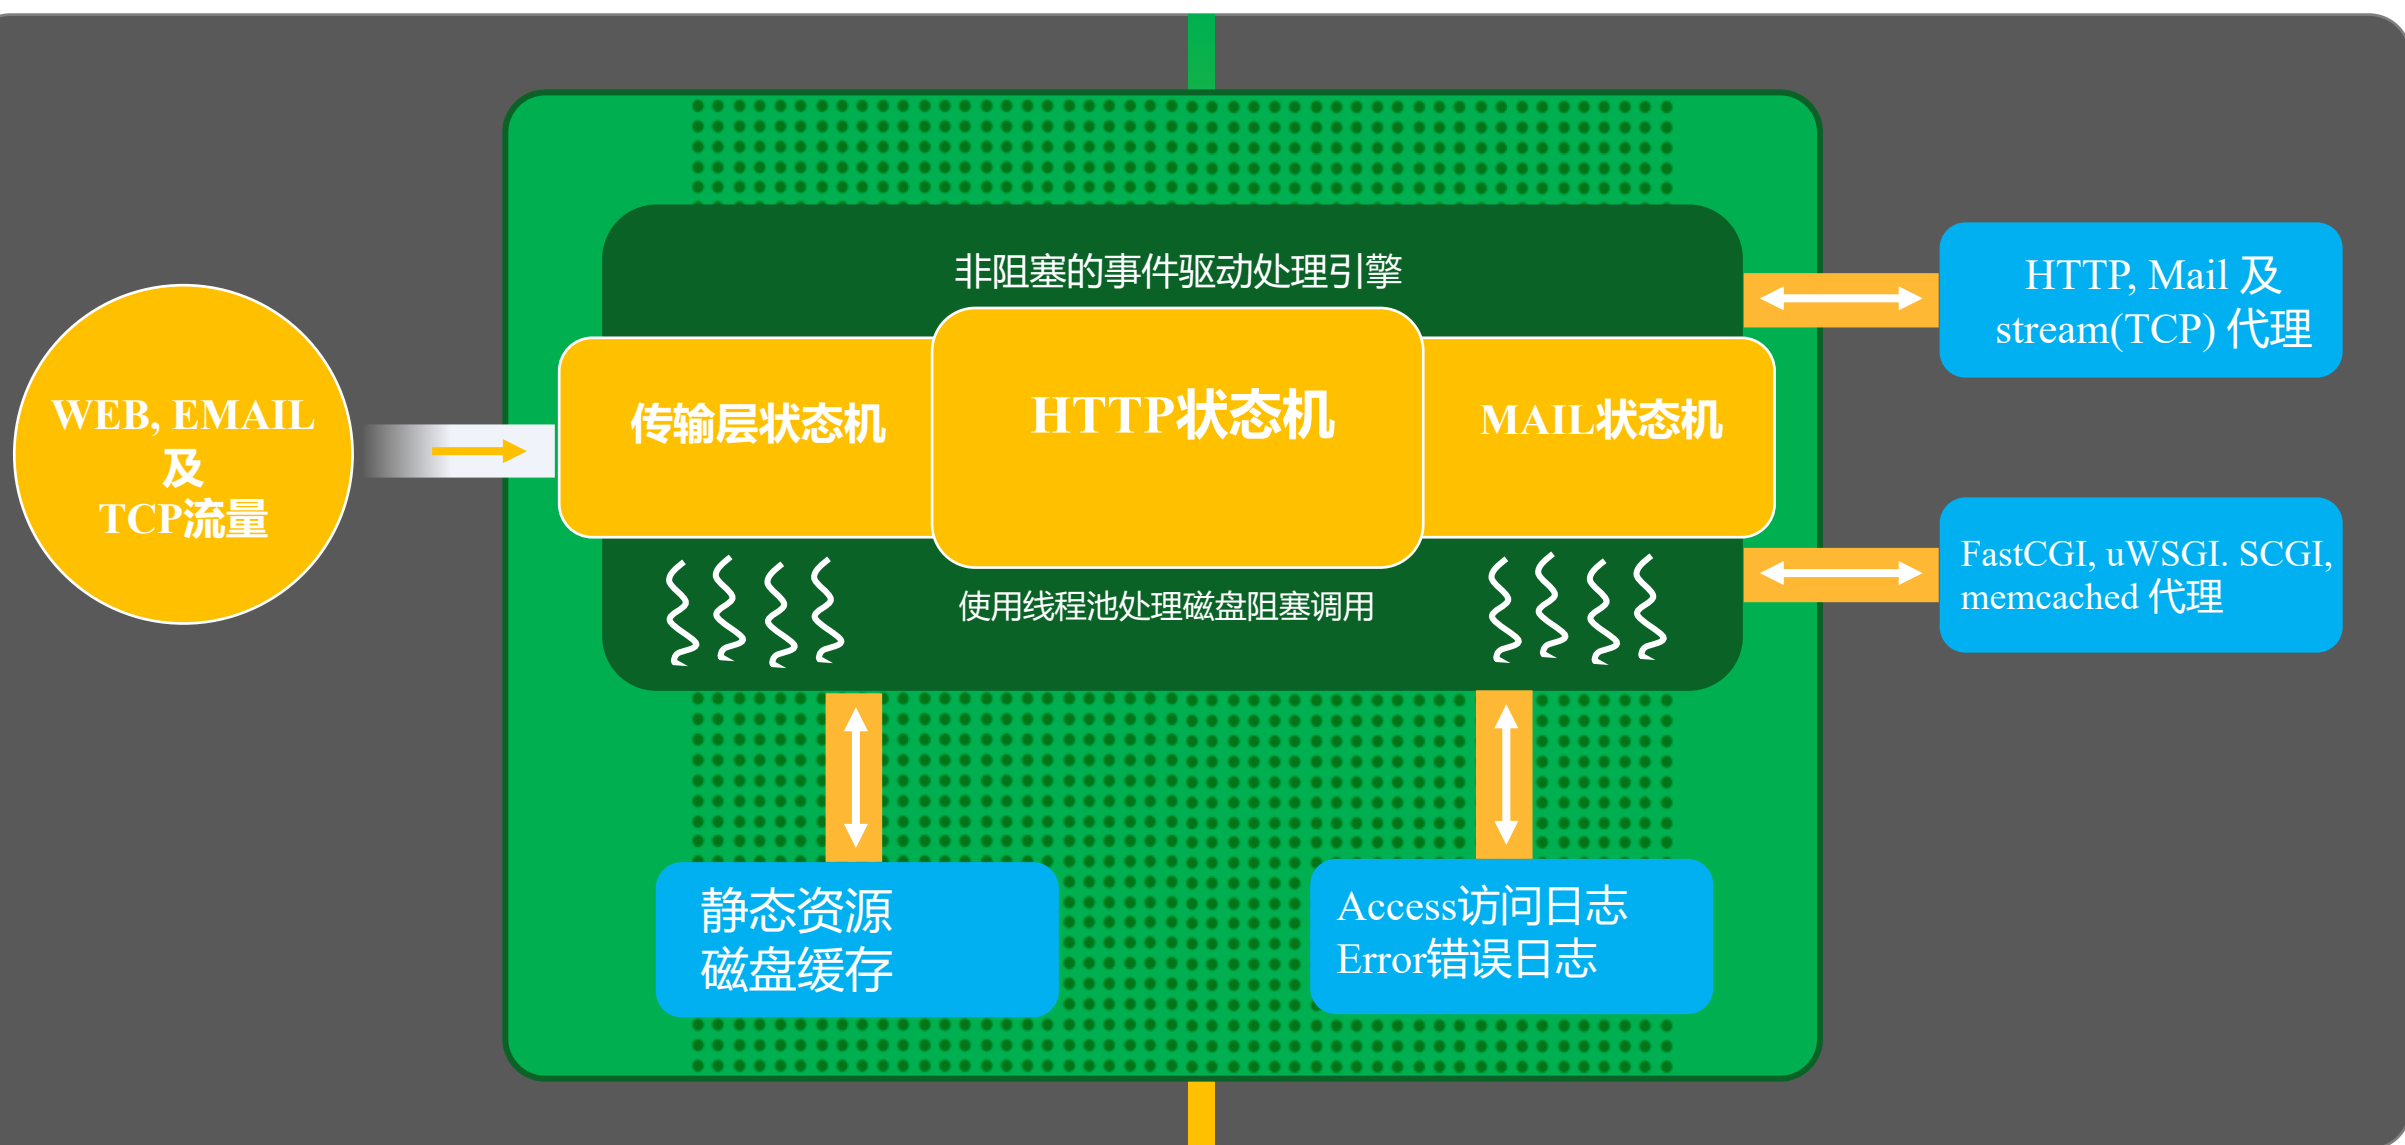 WEB, EMAIL
及
TCP流量
非阻塞的事件驱动处理引擎
传输层状态机
HTTP状态机
MAIL状态机
使用线程池处理磁盘阻塞调用
HTTP, Mail 及
stream(TCP) 代理
FastCGI, uWSGI. SCGI,
memcached 代理
静态资源
磁盘缓存
Access访问日志
Error错误日志